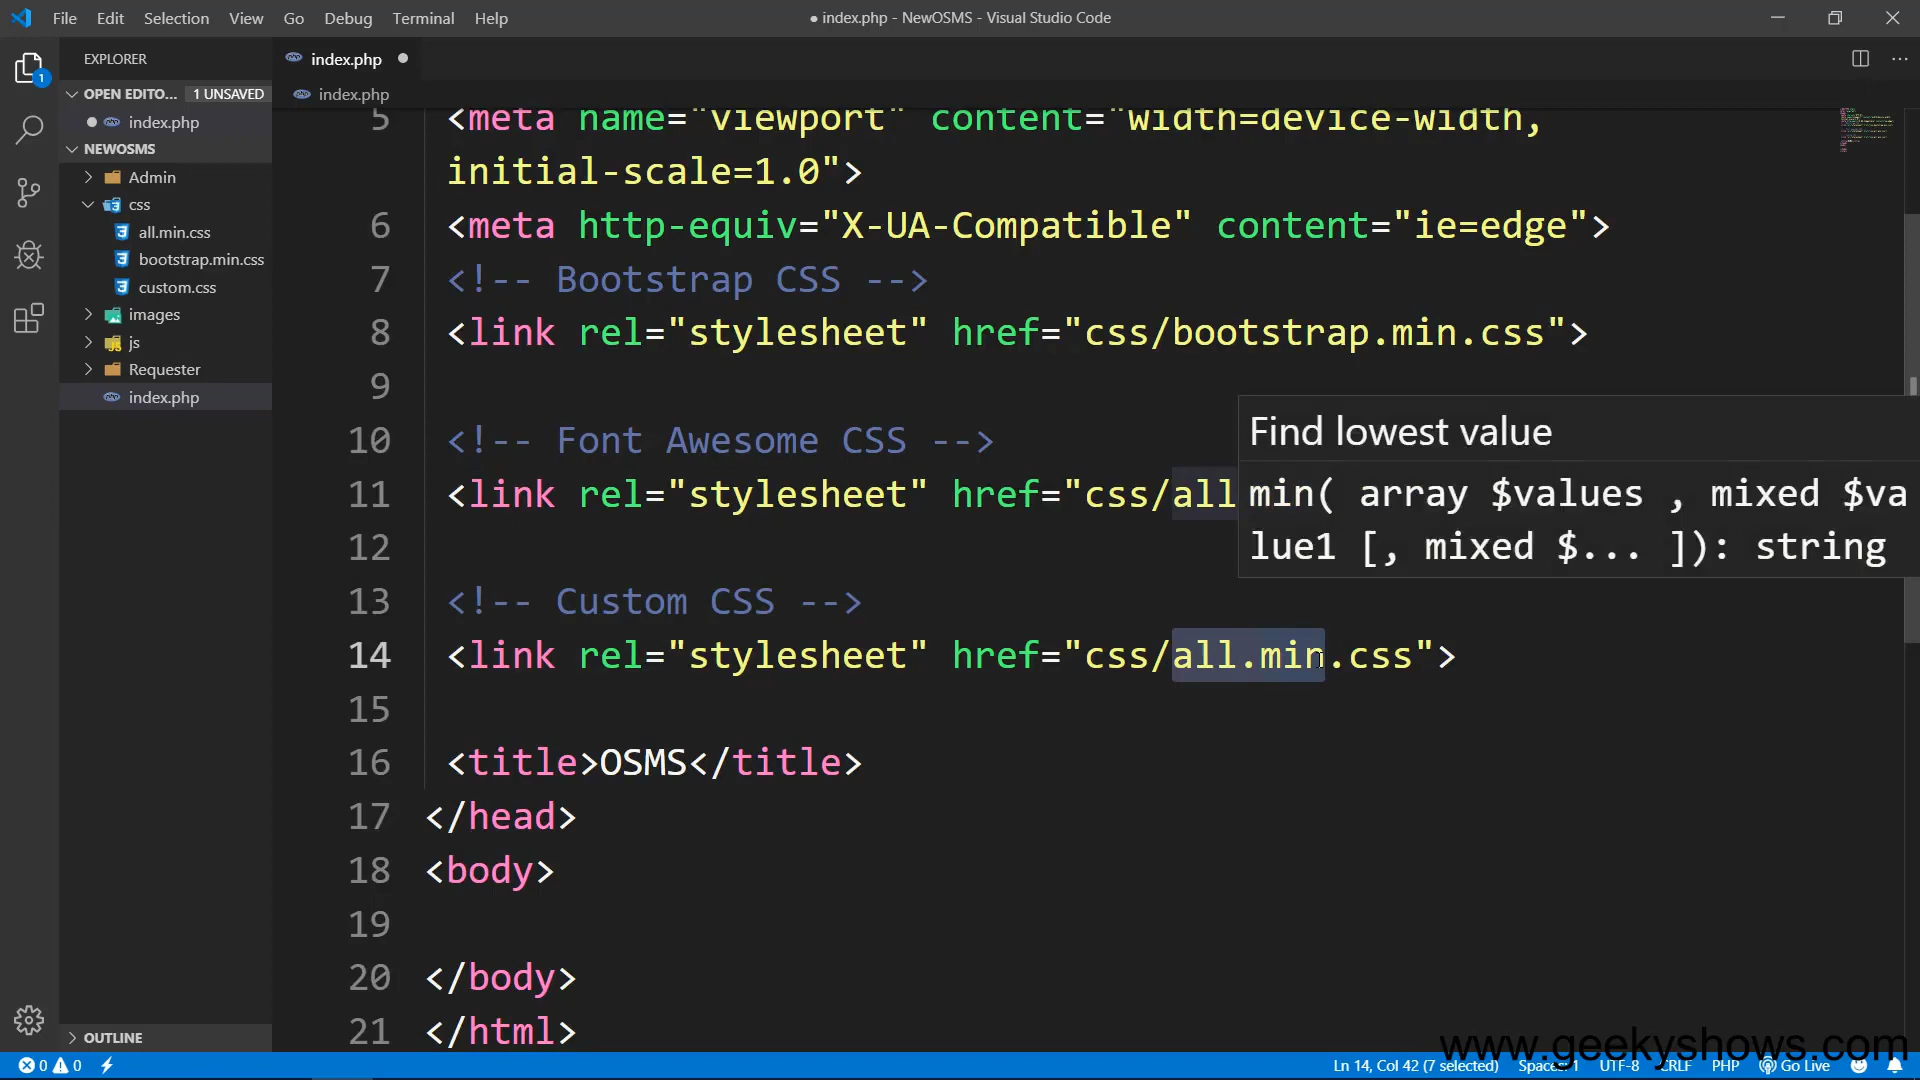 File Edit Selection View Go Debug Terminal Help
● index.php - NewOSMS - Visual Studio Code
EXPLORER
OPEN EDITO... 1 UNSAVED
index.php
NEWOSMS
Admin
css
all.min.css
bootstrap.min.css
custom.css
images
js
Requester
index.php
OUTLINE
1
index.php
index.php
5 <meta name="viewport" content="width=device-width,
initial-scale=1.0">
6 <meta http-equiv="X-UA-Compatible" content="ie=edge">
7 <!-- Bootstrap CSS -->
8 <link rel="stylesheet" href="css/bootstrap.min.css">
9
10 <!-- Font Awesome CSS -->
11 <link rel="stylesheet" href="css/all
12
13 <!-- Custom CSS -->
14 <link rel="stylesheet" href="css/all.min.css">
15
16 <title>OSMS</title>
17 </head>
18 <body>
19
20 </body>
21 </html>
Find lowest value
min( array $values , mixed $va
lue1 [, mixed $... ]): string
www.geekyshows.com
0 0 Ln 14, Col 42 (7 selected) Spaces: 1 UTF-8 CRLF PHP Go Live